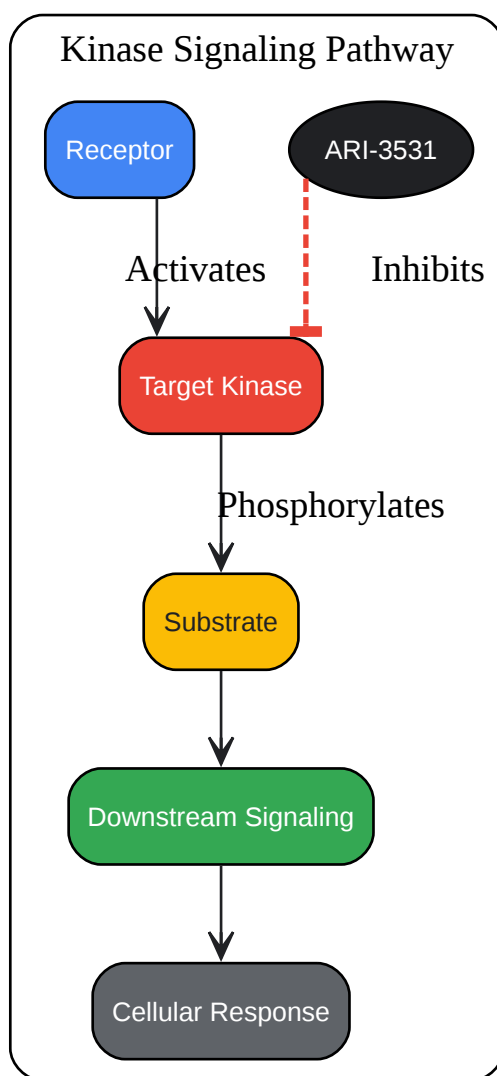 Kinase Signaling Pathway
Receptor
ARI-3531
Activates
Inhibits
Target Kinase
Phosphorylates
Substrate
Downstream Signaling
Cellular Response